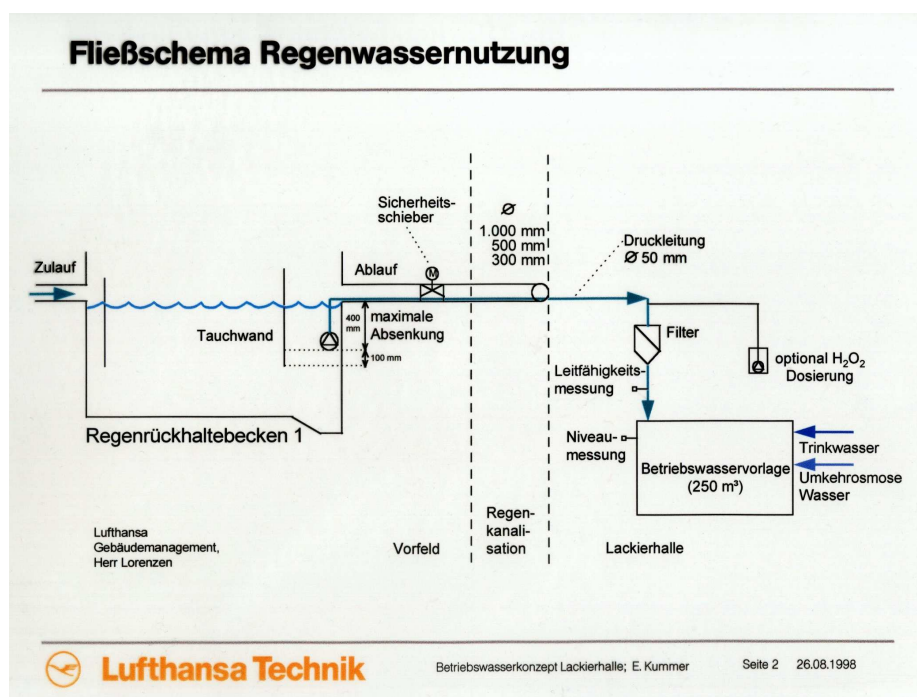 Fließschema Regenwassernutzung
Sicherheits-
schieber
Ø
1.000 mm
500 mm
300 mm
Druckleitung
Ø 50 mm
Zulauf
Ablauf
M
Tauchwand
400
mm
maximale
Absenkung
100 mm
Filter
optional H₂O₂
Dosierung
Leitfähigkeits-
messung
Regenrückhaltebecken 1
Niveau-
messung
Betriebswasservorlage
(250 m³)
Trinkwasser
Umkehrosmose
Wasser
Lufthansa
Gebäudemanagement,
Herr Lorenzen
Vorfeld
Regen-
kanali-
sation
Lackierhalle
Lufthansa Technik
Betriebswasserkonzept Lackierhalle; E. Kummer
Seite 2
26.08.1998